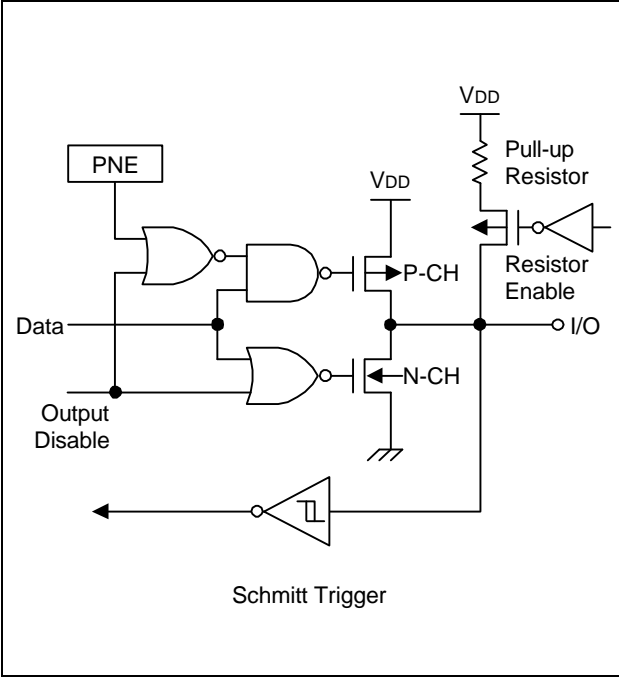 VDD
Pull-up
Resistor
PNE
VDD
P-CH
Resistor
Enable
Data
I/O
N-CH
Output
Disable
Schmitt Trigger